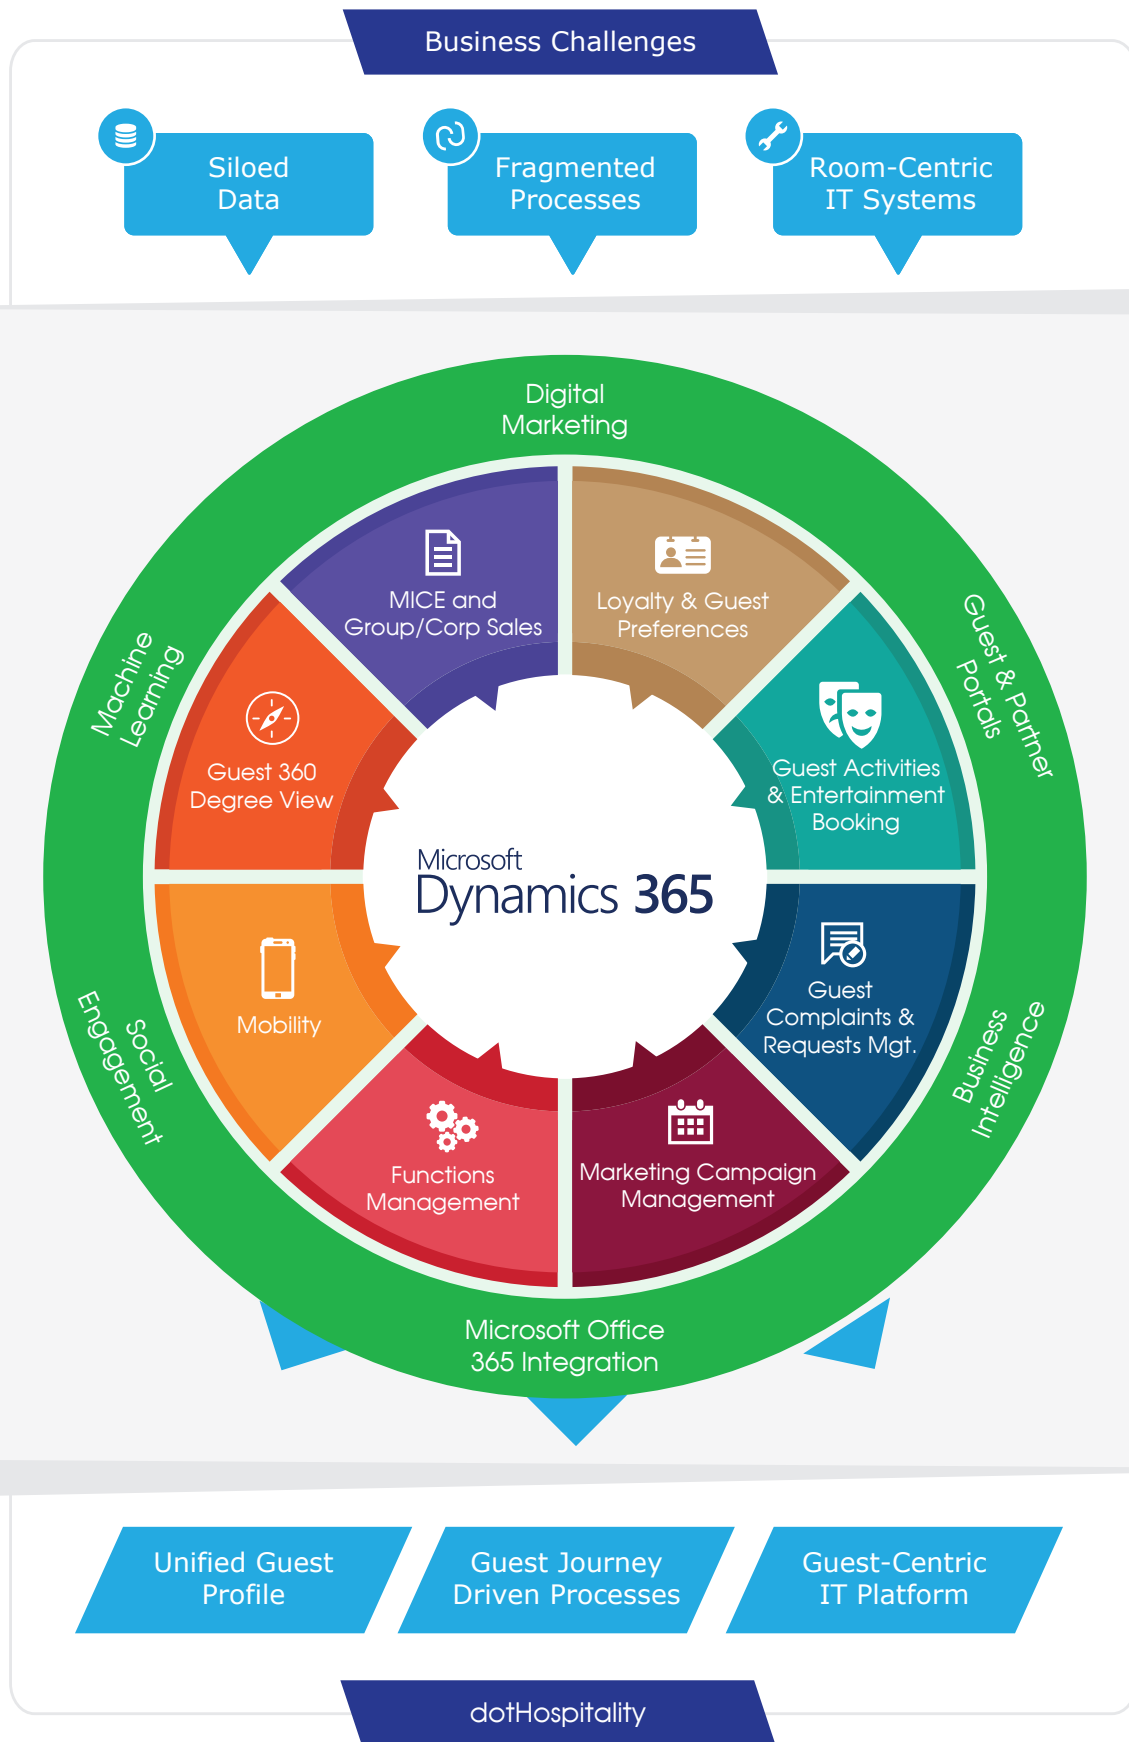 Business Challenges
Siloed
Data
Fragmented
Processes
Room-Centric
IT Systems
Digital
Marketing
Guest & Partner
Portals
Business
Intelligence
Microsoft Office
365 Integration
Social
Engagement
Machine
Learning
MICE and
Group/Corp Sales
Loyalty & Guest
Preferences
Guest Activities
& Entertainment
Booking
Guest
Complaints &
Requests Mgt.
Marketing Campaign
Management
Functions
Management
Mobility
Guest 360
Degree View
Microsoft
Dynamics 365
Unified Guest
Profile
Guest Journey
Driven Processes
Guest-Centric
IT Platform
dotHospitality